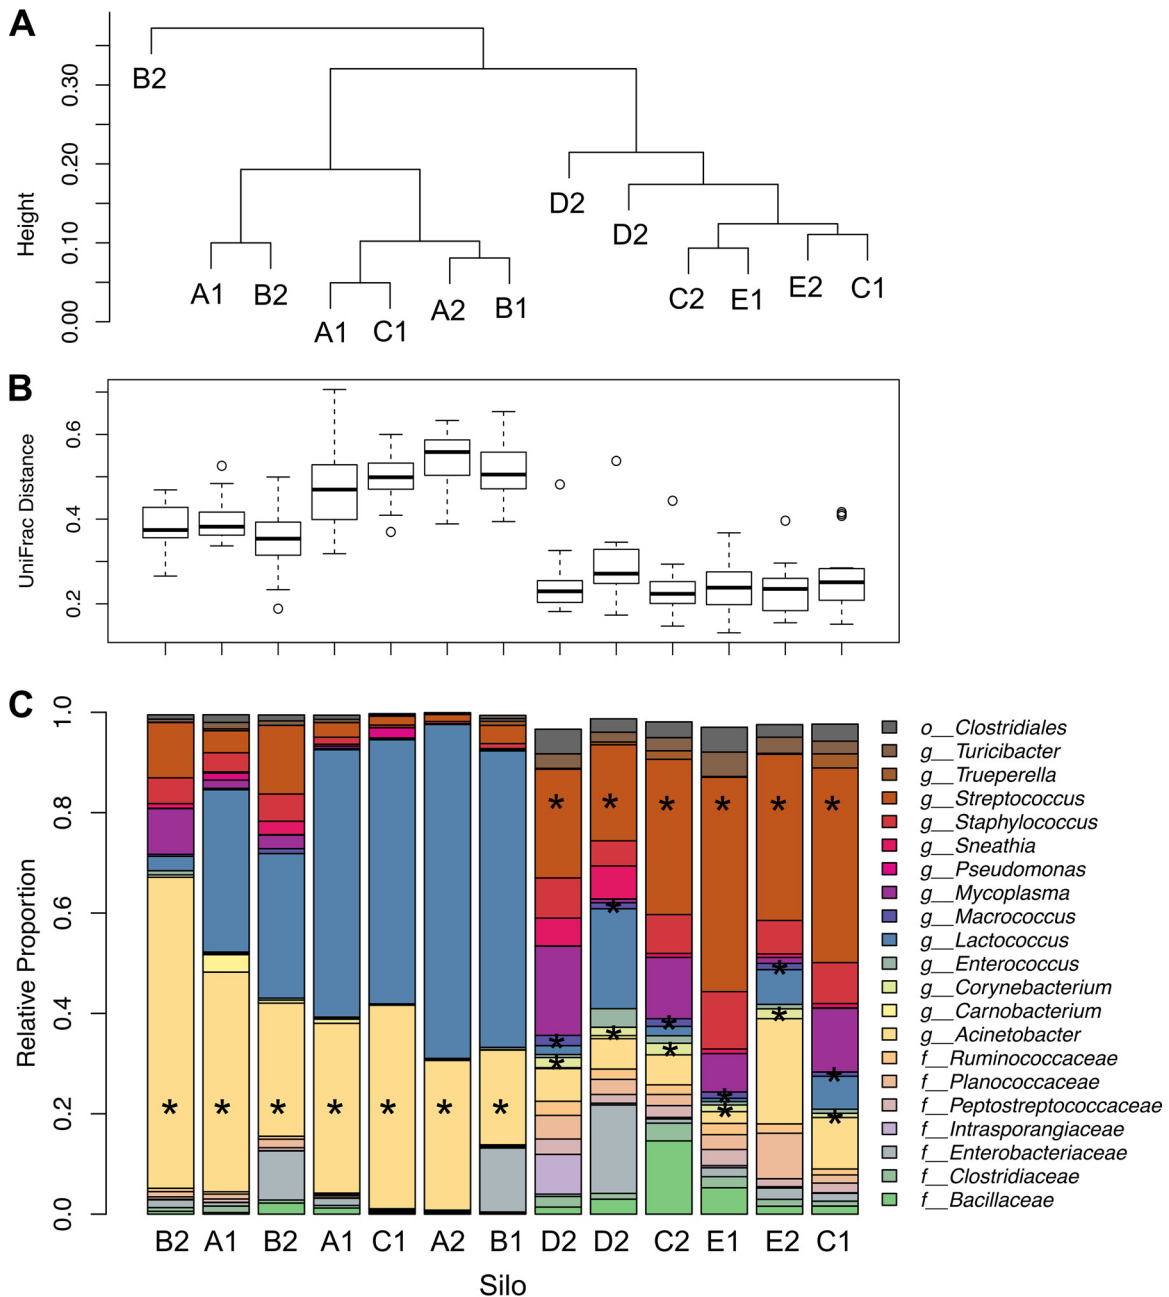 A
Height
0.30
0.20
0.10
0.00
B2
D2
D2
A1 B2
C2 E1 E2 C1
A1 C1 A2 B1
B
UniFrac Distance
0.6
0.4
0.2
C
Relative Proportion
1.0
0.8
0.6
0.4
0.2
0.0
* * * * * * *
* * * * * *
* * * * * *
* * * * * *
B2 A1 B2 A1 C1 A2 B1 D2 D2 C2 E1 E2 C1
Silo
o__Clostridiales
g__Turicibacter
g__Trueperella
g__Streptococcus
g__Staphylococcus
g__Sneathia
g__Pseudomonas
g__Mycoplasma
g__Macrococcus
g__Lactococcus
g__Enterococcus
g__Corynebacterium
g__Carnobacterium
g__Acinetobacter
f__Ruminococcaceae
f__Planococcaceae
f__Peptostreptococcaceae
f__Intrasporangiaceae
f__Enterobacteriaceae
f__Clostridiaceae
f__Bacillaceae